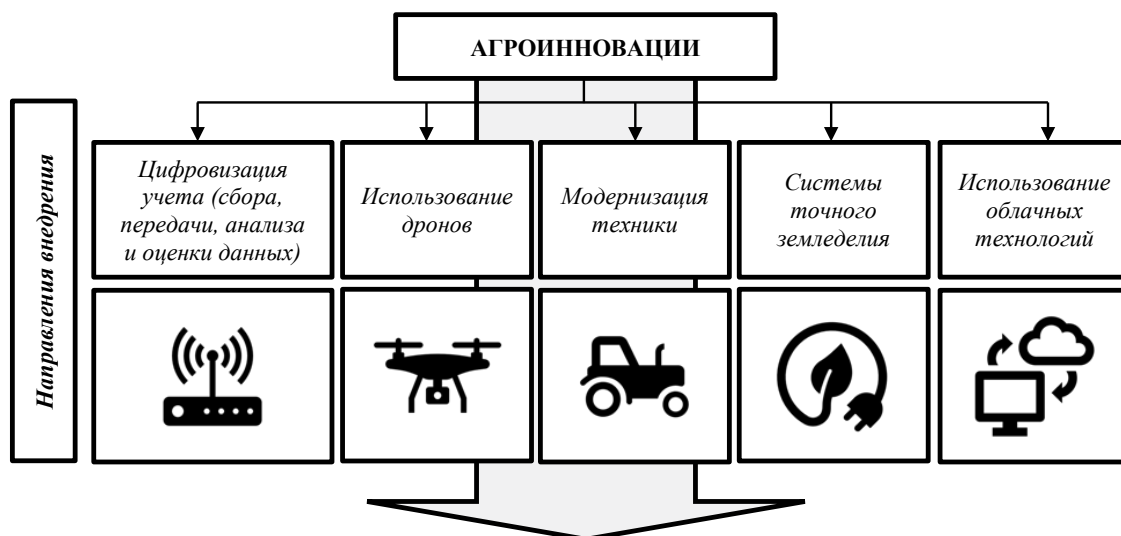 АГРОИННОВАЦИИ
Направления внедрения
Цифровизация
учета (сбора,
передачи, анализа
и оценки данных)
Использование
дронов
Модернизация
техники
Системы
точного
земледелия
Использование
облачных
технологий